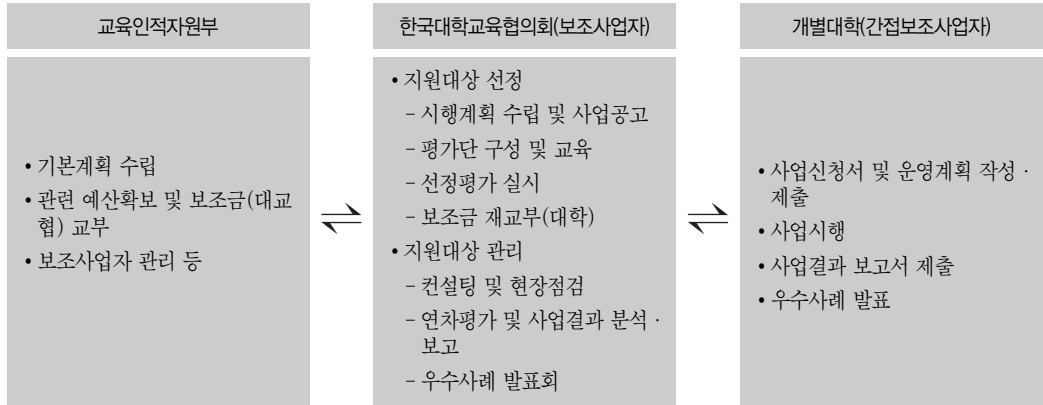 교육인적자원부
• 기본계획 수립
• 관련 예산확보 및 보조금(대교
협) 교부
• 보조사업자 관리 등
한국대학교육협의회(보조사업자)
• 지원대상 선정
– 시행계획 수립 및 사업공고
– 평가단 구성 및 교육
– 선정평가 실시
– 보조금 재교부(대학)
• 지원대상 관리
– 컨설팅 및 현장점검
– 연차평가 및 사업결과 분석 ·
보고
– 우수사례 발표회
개별대학(간접보조사업자)
• 사업신청서 및 운영계획 작성 ·
제출
• 사업시행
• 사업결과 보고서 제출
• 우수사례 발표